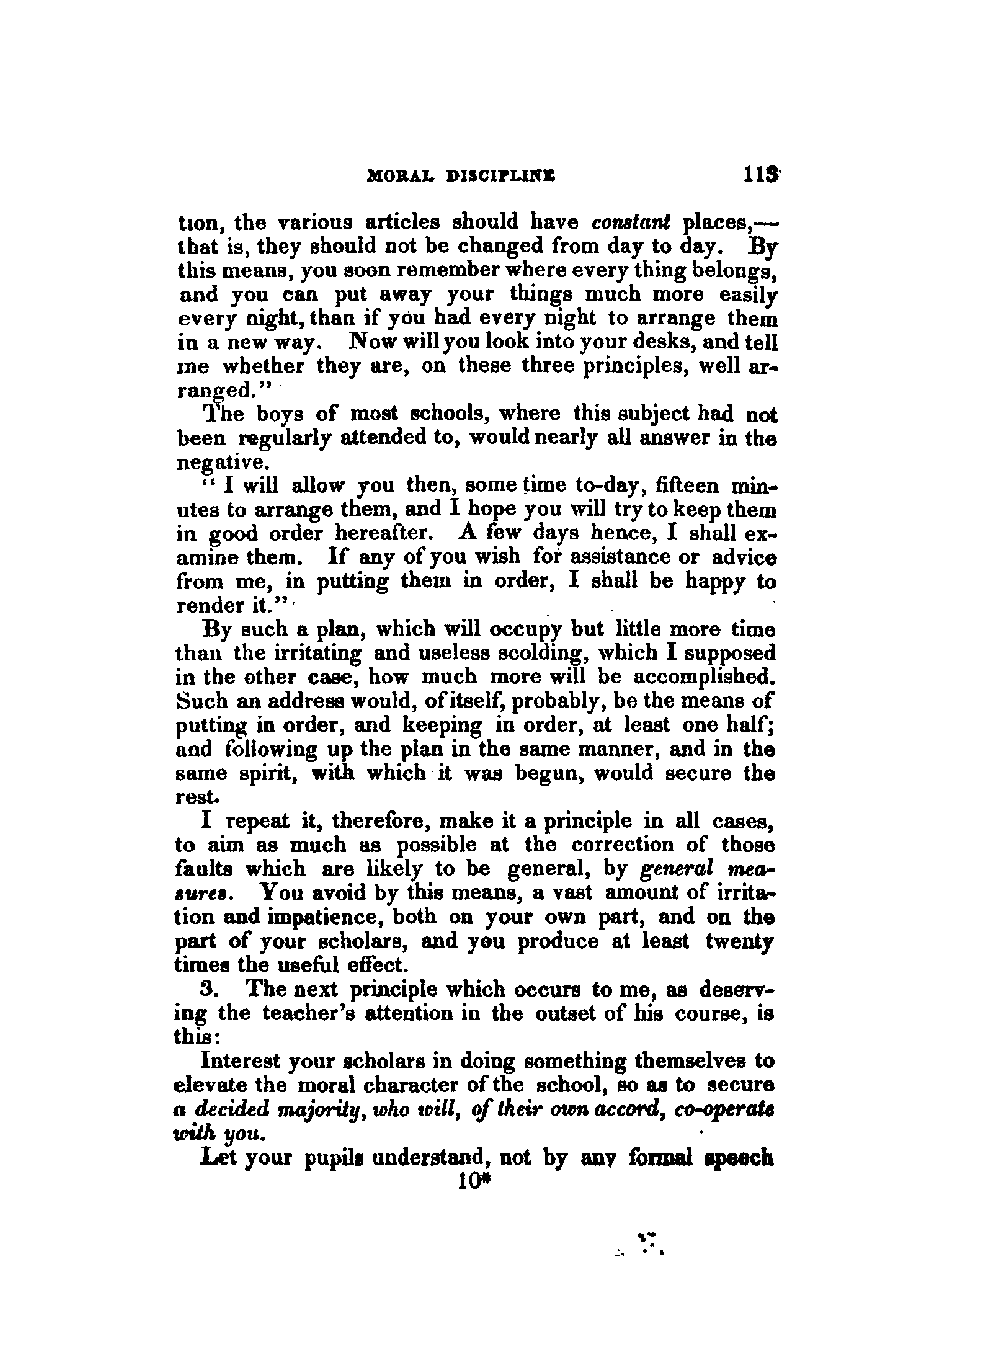 MORAL DISCIPLINE 113
tion, the various articles should have constant places,—
that is, they should not be changed from day to day. By
this means, you soon remember where every thing belongs,
and you can put away your things much more easily
every night, than if you had every night to arrange them
in a new way. Now will you look into your desks, and tell
me whether they are, on these three principles, well ar-
ranged."
The boys of most schools, where this subject had not
been regularly attended to, would nearly all answer in the
negative.
"I will allow you then, some time to-day, fifteen min-
utes to arrange them, and I hope you will try to keep them
in good order hereafter. A few days hence, I shall ex-
amine them. If any of you wish for assistance or advice
from me, in putting them in order, I shall be happy to
render it."
By such a plan, which will occupy but little more time
than the irritating and useless scolding, which I supposed
in the other case, how much more will be accomplished.
Such an address would, of itself, probably, be the means of
putting in order, and keeping in order, at least one half;
and following up the plan in the same manner, and in the
same spirit, with which it was begun, would secure the
rest.
I repeat it, therefore, make it a principle in all cases,
to aim as much as possible at the correction of those
faults which are likely to be general, by general mea-
sures. You avoid by this means, a vast amount of irrita-
tion and impatience, both on your own part, and on the
part of your scholars, and you produce at least twenty
times the useful effect.
3. The next principle which occurs to me, as deserv-
ing the teacher's attention in the outset of his course, is
this:
Interest your scholars in doing something themselves to
elevate the moral character of the school, so as to secure
a decided majority, who will, of their own accord, co-operate
with you.
Let your pupils understand, not by any formal speech
10*